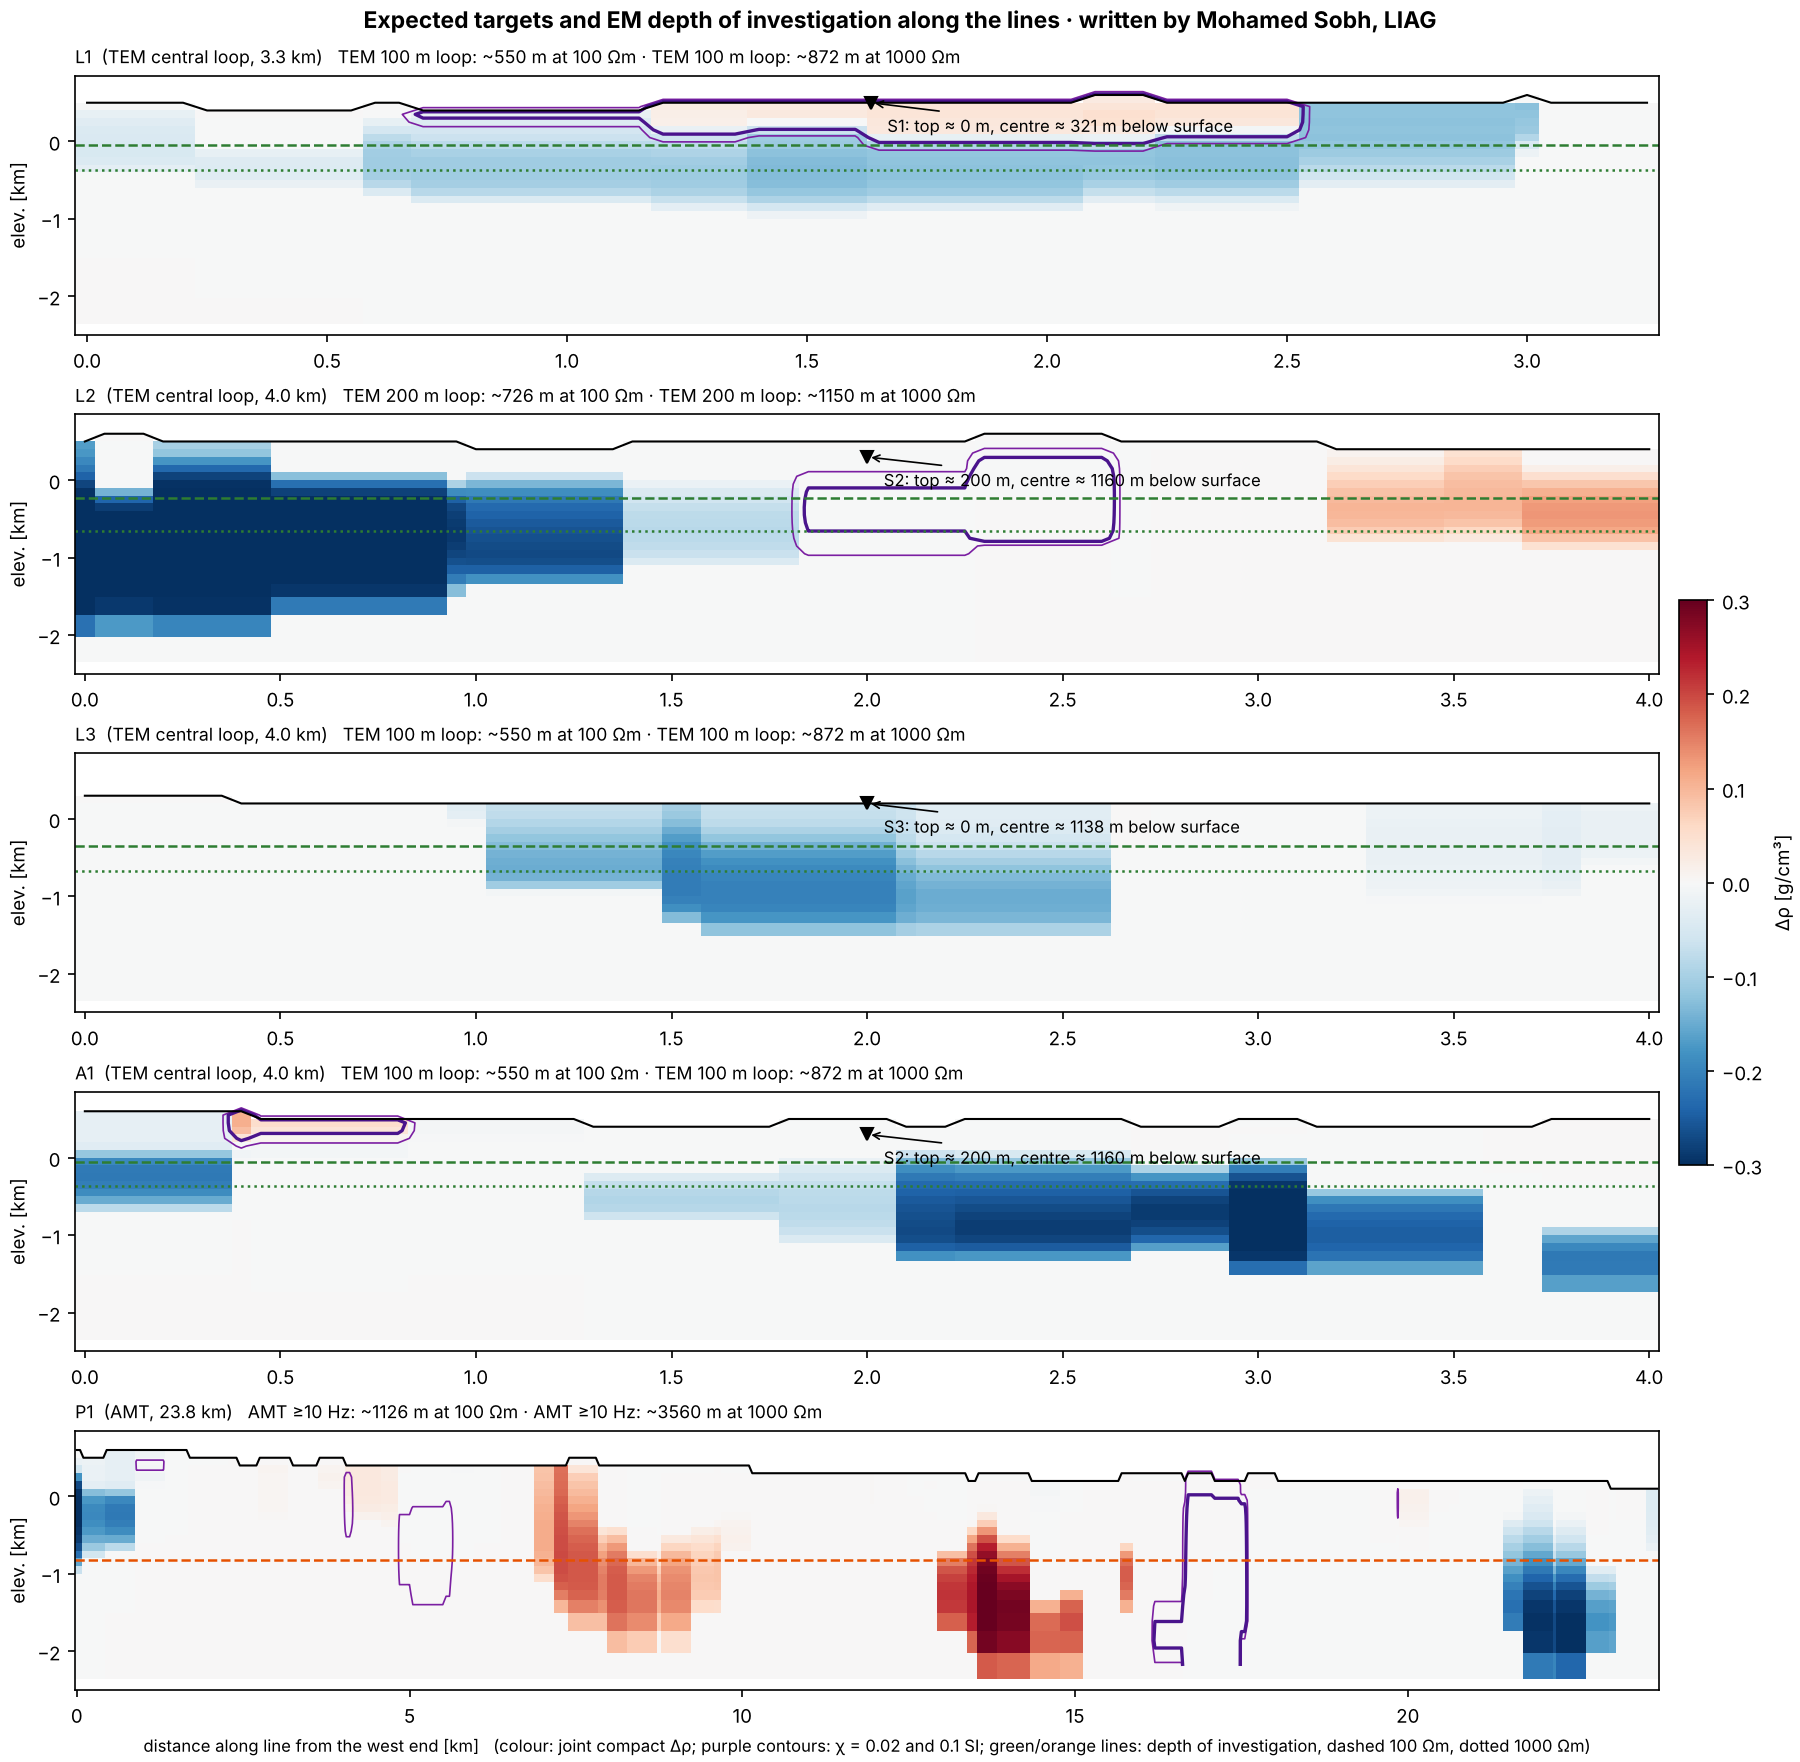 Expected targets and EM depth of investigation along the lines · written by Mohamed Sobh, LIAG
L1 (TEM central loop, 3.3 km) TEM 100 m loop: ~550 m at 100 Ωm · TEM 100 m loop: ~872 m at 1000 Ωm
S1: top ≈ 0 m, centre ≈ 321 m below surface
elev. [km]
0
−1
−2
0.0 0.5 1.0 1.5 2.0 2.5 3.0
L2 (TEM central loop, 4.0 km) TEM 200 m loop: ~726 m at 100 Ωm · TEM 200 m loop: ~1150 m at 1000 Ωm
S2: top ≈ 200 m, centre ≈ 1160 m below surface
elev. [km]
0
−1
−2
0.0 0.5 1.0 1.5 2.0 2.5 3.0 3.5 4.0
L3 (TEM central loop, 4.0 km) TEM 100 m loop: ~550 m at 100 Ωm · TEM 100 m loop: ~872 m at 1000 Ωm
S3: top ≈ 0 m, centre ≈ 1138 m below surface
elev. [km]
0
−1
−2
0.0 0.5 1.0 1.5 2.0 2.5 3.0 3.5 4.0
A1 (TEM central loop, 4.0 km) TEM 100 m loop: ~550 m at 100 Ωm · TEM 100 m loop: ~872 m at 1000 Ωm
S2: top ≈ 200 m, centre ≈ 1160 m below surface
elev. [km]
0
−1
−2
0.0 0.5 1.0 1.5 2.0 2.5 3.0 3.5 4.0
P1 (AMT, 23.8 km) AMT ≥10 Hz: ~1126 m at 100 Ωm · AMT ≥10 Hz: ~3560 m at 1000 Ωm
elev. [km]
0
−1
−2
0 5 10 15 20
distance along line from the west end [km] (colour: joint compact Δρ; purple contours: χ = 0.02 and 0.1 SI; green/orange lines: depth of investigation, dashed 100 Ωm, dotted 1000 Ωm)
0.3
0.2
0.1
0.0
−0.1
−0.2
−0.3
Δρ [g/cm³]